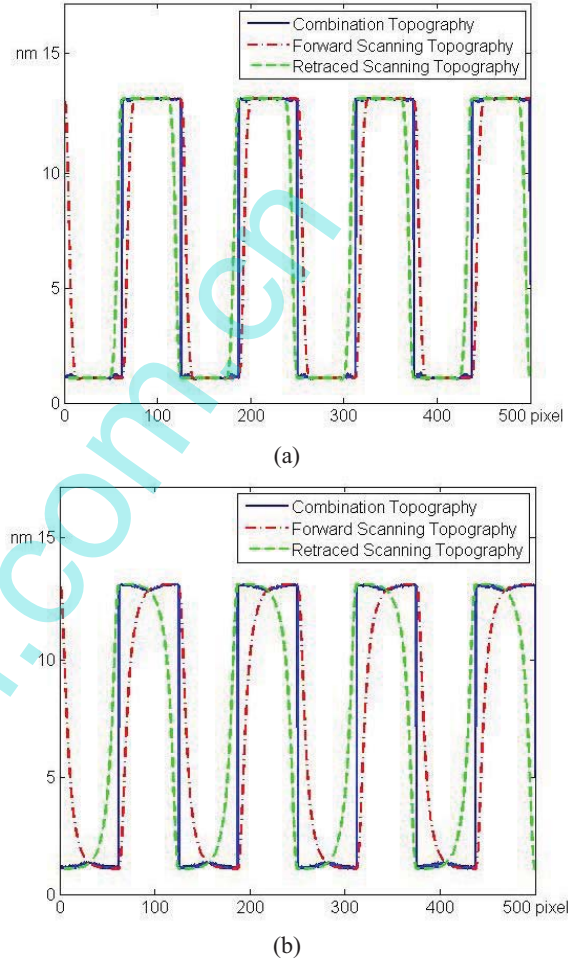 nm 15
10
5
0
Combination Topography
Forward Scanning Topography
Retraced Scanning Topography
0 100 200 300 400 500 pixel
(a)
nm 15
10
5
0
Combination Topography
Forward Scanning Topography
Retraced Scanning Topography
0 100 200 300 400 500 pixel
(b)
.com.cn